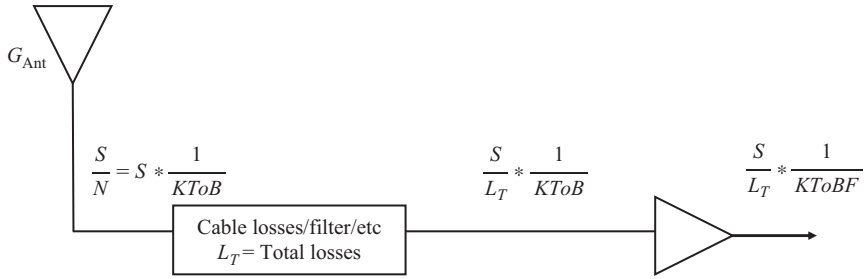 G_Ant
S/N = S * 1/KToB
S/L_T * 1/KToB
S/L_T * 1/KToBF
Cable losses/filter/etc
L_T = Total losses